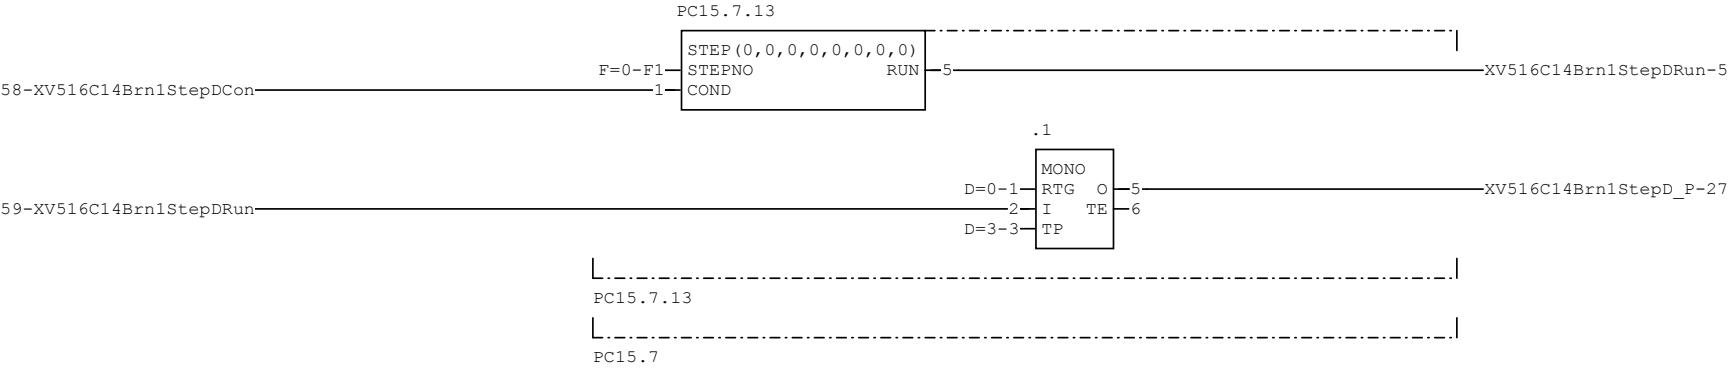 PC15.7.13
STEP(0,0,0,0,0,0,0,0)
F=0-F1 STEPNO RUN 5 XV516C14Brn1StepDRun-5
58-XV516C14Brn1StepDCon 1 COND
.1
MONO
D=0-1 RTG O 5 XV516C14Brn1StepD_P-27
59-XV516C14Brn1StepDRun 2 I TE 6
D=3-3 TP
PC15.7.13
PC15.7